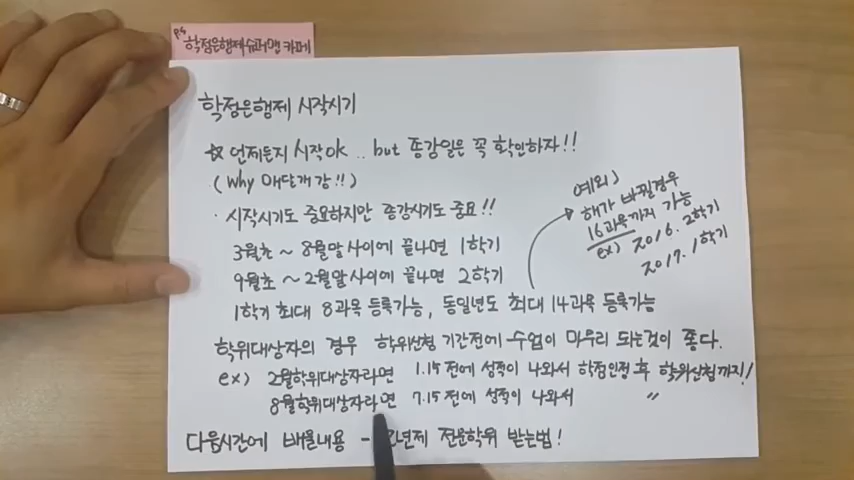 학점은행제슈퍼맨 카페
학점은행제 시작시기
☆ 언제든지 시작 OK .. but 종강일은 꼭 확인하자!!
(Why 매달개강!!)
· 시작시기도 중요하지만 종강시기도 중요!!
3월초 ~ 8월말 사이에 끝나면 1학기
9월초 ~ 2월말 사이에 끝나면 2학기
1학기 최대 8과목 등록가능, 동일년도 최대 14과목 등록가능
예외)
해가 바뀔경우
16과목까지 가능
ex) 2016. 2학기
2017. 1학기
학위대상자의 경우 학위신청 기간전에 수업이 마무리 되는것이 좋다.
ex) 2월학위대상자라면 1.15 전에 성적이 나와서 학점인정 후 학위신청까지!
8월학위대상자라면 7.15 전에 성적이 나와서 〃
다음시간에 배울내용 - 2년제 전문학위 받는법!